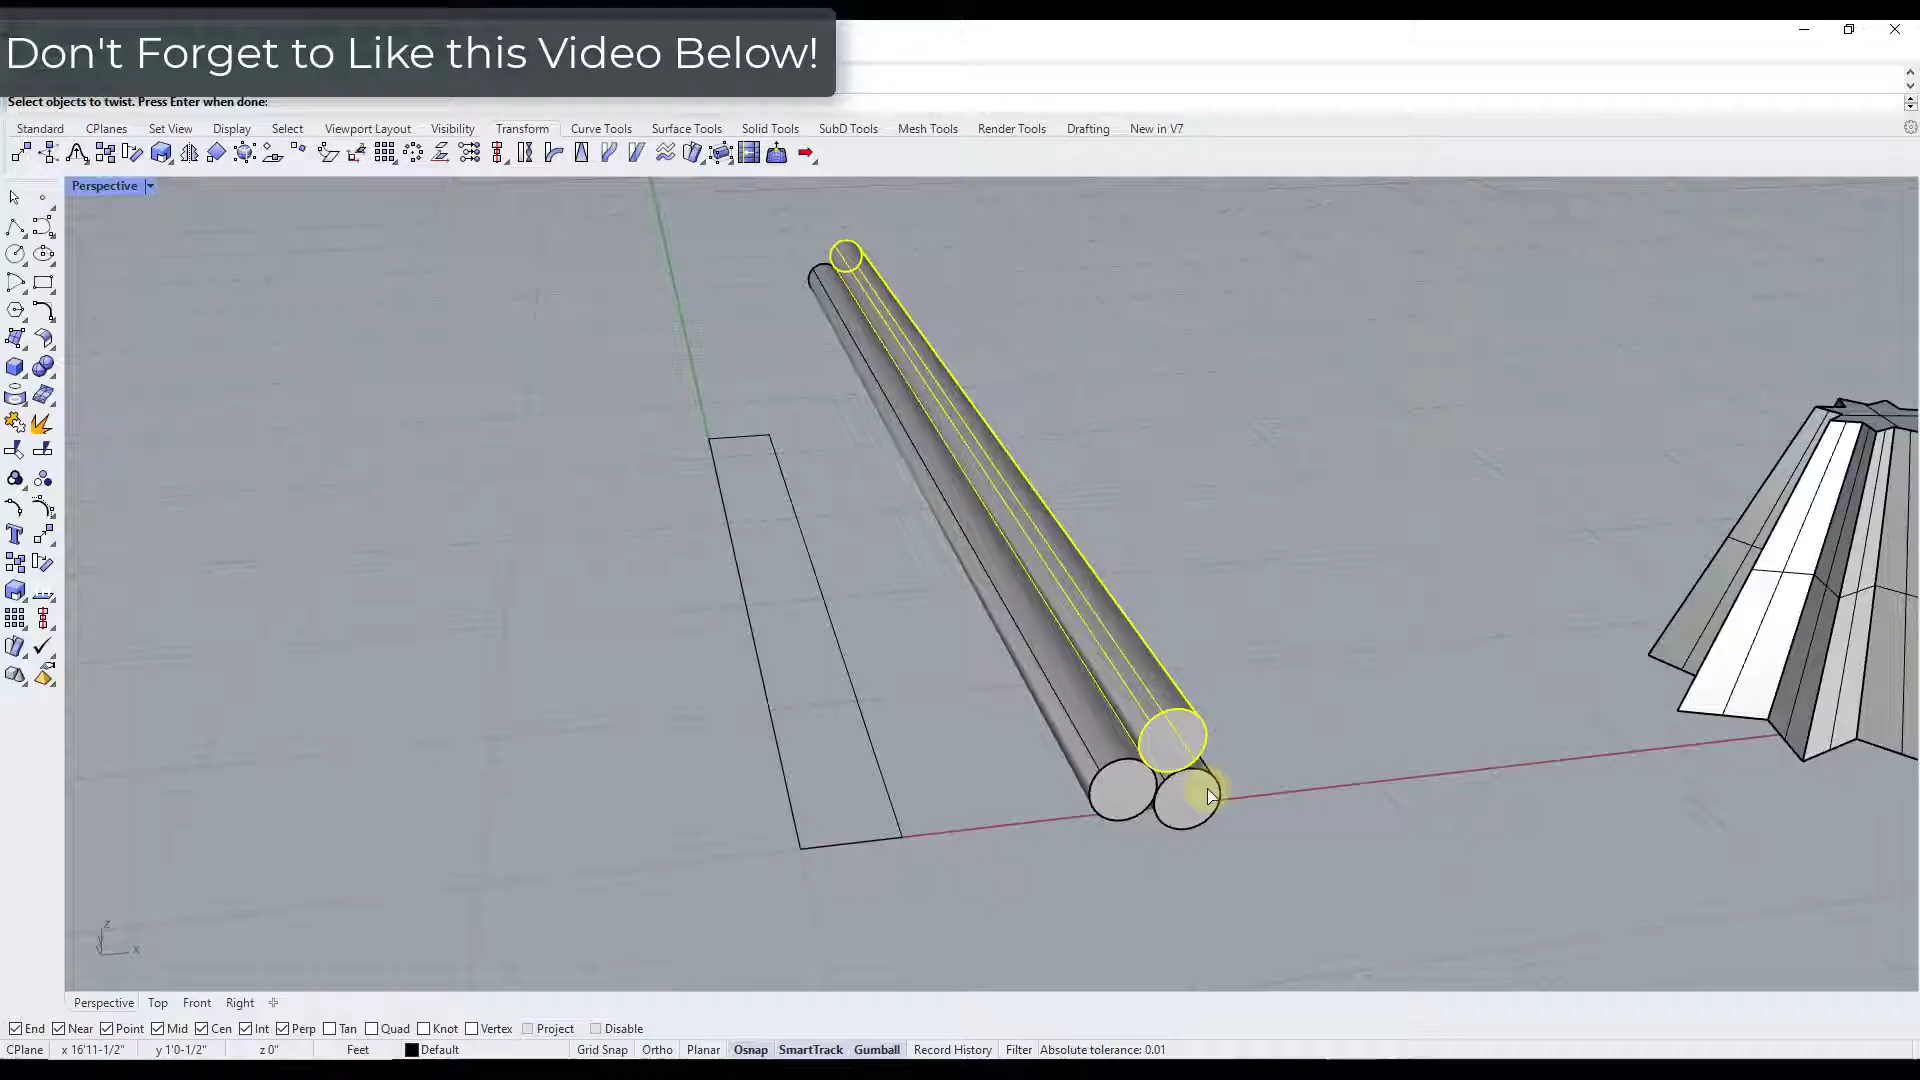 Don't Forget to Like this Video Below!
Select objects to twist. Press Enter when done:
Standard CPlanes Set View Display Select Viewport Layout Visibility Transform Curve Tools Surface Tools Solid Tools SubD Tools Mesh Tools Render Tools Drafting New in V7
Perspective
z
x
Perspective Top Front Right
End Near Point Mid Cen Int Perp Tan Quad Knot Vertex Project Disable
CPlane x 16'11-1/2" y 1'0-1/2" z 0" Feet Default Grid Snap Ortho Planar Osnap SmartTrack Gumball Record History Filter Absolute tolerance: 0.01